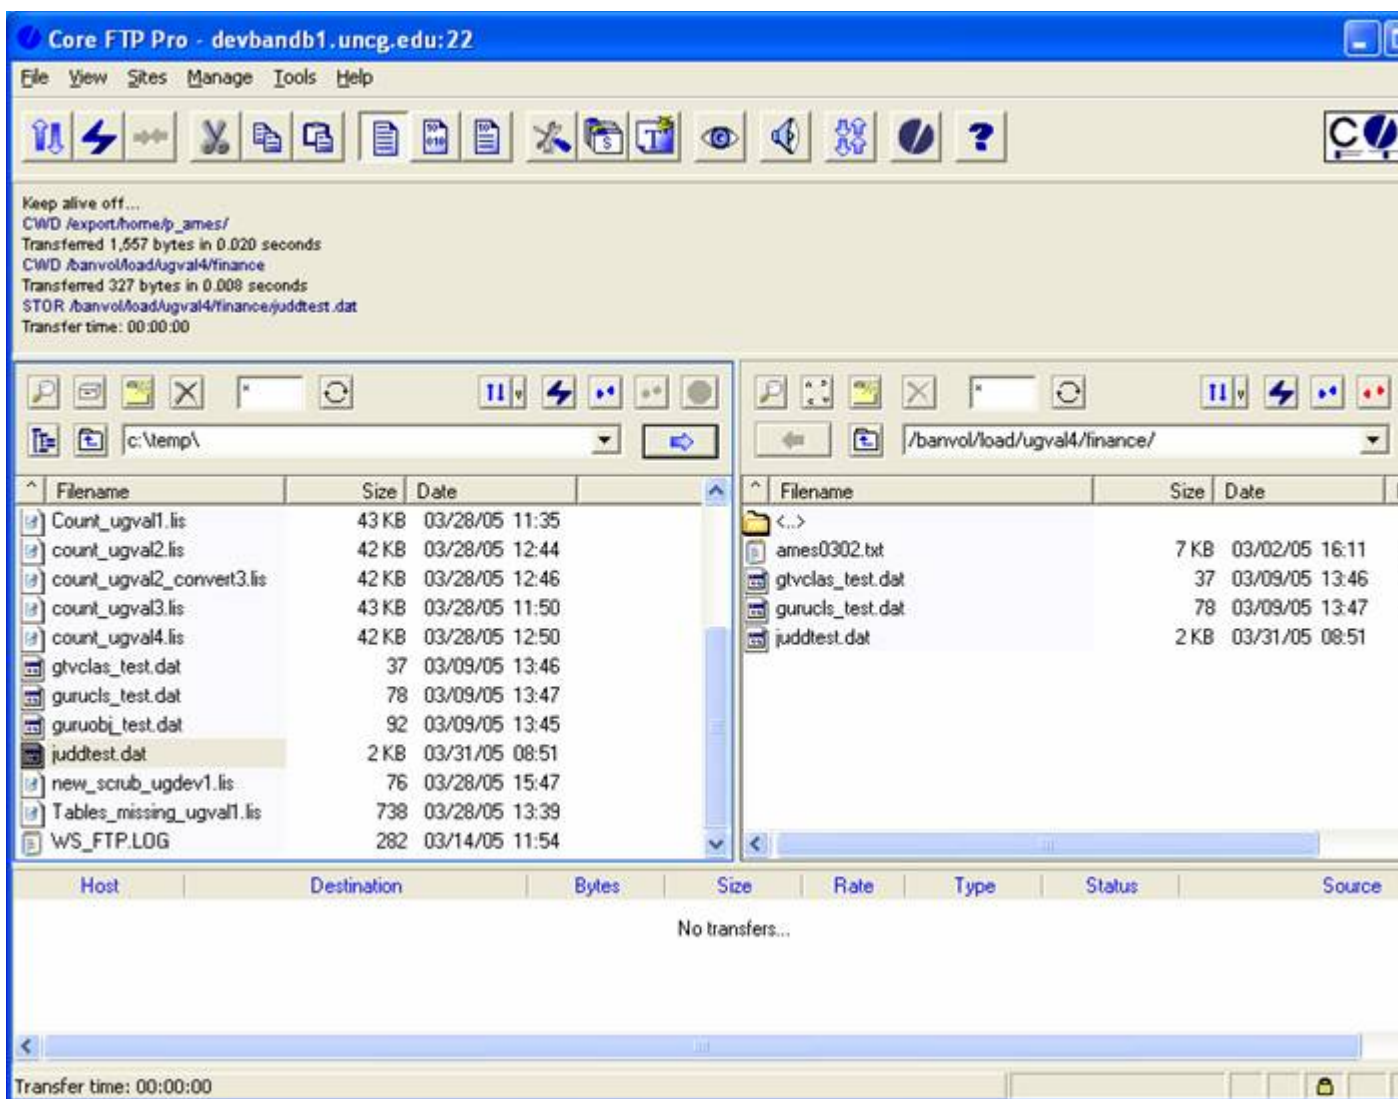 Core FTP Pro - devbandb1.uncg.edu:22
File View Sites Manage Tools Help
Keep alive off...
CWD /export/home/p_ames/
Transferred 1,557 bytes in 0.020 seconds
CWD /banvol/load/ugval4/finance
Transferred 327 bytes in 0.008 seconds
STOR /banvol/load/ugval4/finance/juddtest.dat
Transfer time: 00:00:00
c:\temp\
/banvol/load/ugval4/finance/
^ Filename Size Date
Count_ugval1.lis 43 KB 03/28/05 11:35
count_ugval2.lis 42 KB 03/28/05 12:44
count_ugval2_convert3.lis 42 KB 03/28/05 12:46
count_ugval3.lis 43 KB 03/28/05 11:50
count_ugval4.lis 42 KB 03/28/05 12:50
gtvclas_test.dat 37 03/09/05 13:46
gurucls_test.dat 78 03/09/05 13:47
guruobj_test.dat 92 03/09/05 13:45
juddtest.dat 2 KB 03/31/05 08:51
new_scrub_ugdev1.lis 76 03/28/05 15:47
Tables_missing_ugval1.lis 738 03/28/05 13:39
WS_FTP.LOG 282 03/14/05 11:54
^ Filename Size Date
<..>
ames0302.txt 7 KB 03/02/05 16:11
gtvclas_test.dat 37 03/09/05 13:46
gurucls_test.dat 78 03/09/05 13:47
juddtest.dat 2 KB 03/31/05 08:51
Host Destination Bytes Size Rate Type Status Source
No transfers...
Transfer time: 00:00:00